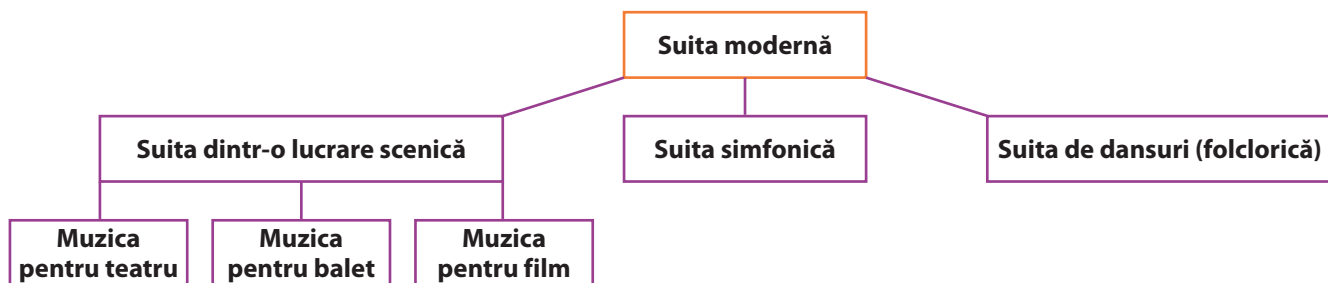 Suita modernă
Suita dintr-o lucrare scenică
Suita simfonică
Suita de dansuri (folclorică)
Muzica
pentru teatru
Muzica
pentru balet
Muzica
pentru film